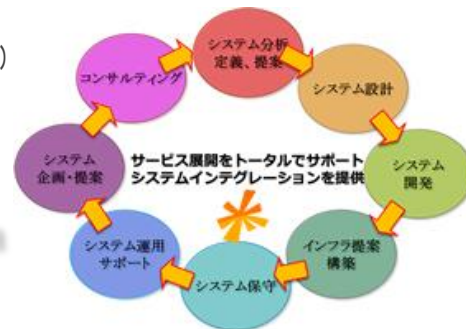 )
システム分析
定義、提案
コンサルティング
システム設計
システム
企画・提案
サービス展開をトータルでサポート
システムインテグレーションを提供
システム
開発
システム運用
サポート
インフラ提案
構築
システム保守